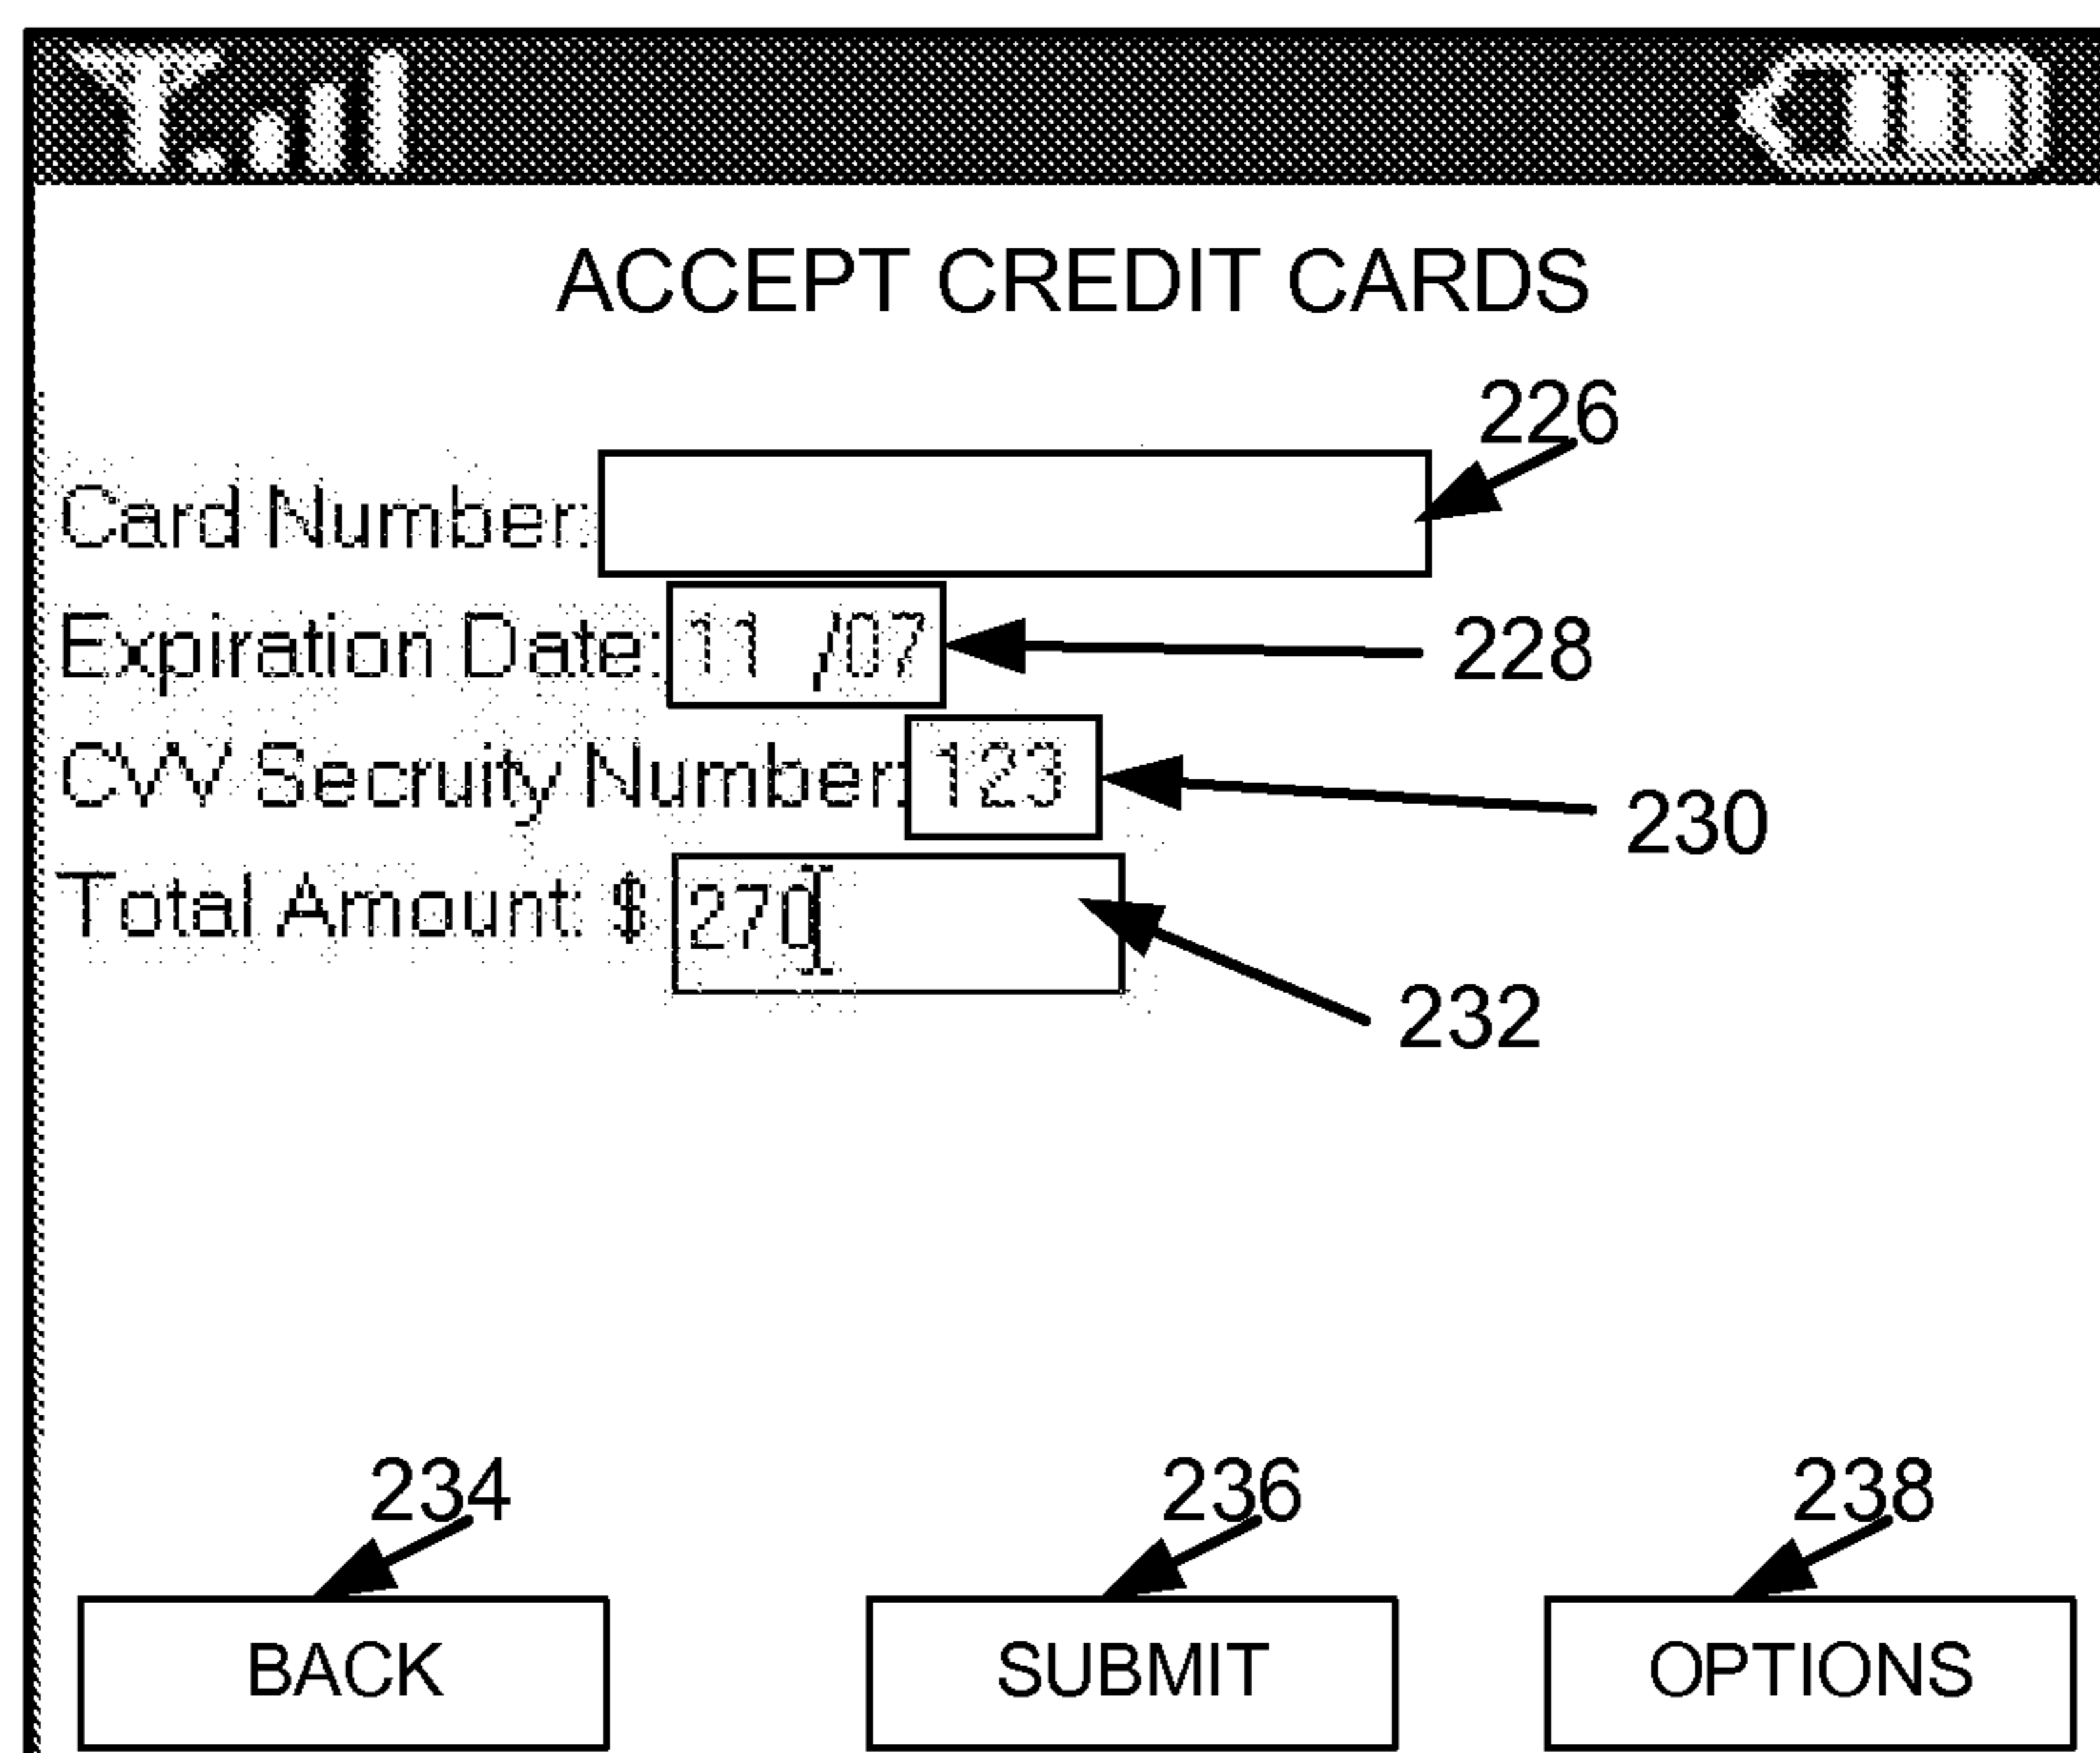 ACCEPT CREDIT CARDS
226
Card Number:
Expiration Date: 11 /07 228
CVV Secruity Number: 123 230
Total Amount: $ 270
232
234 236 238
BACK SUBMIT OPTIONS